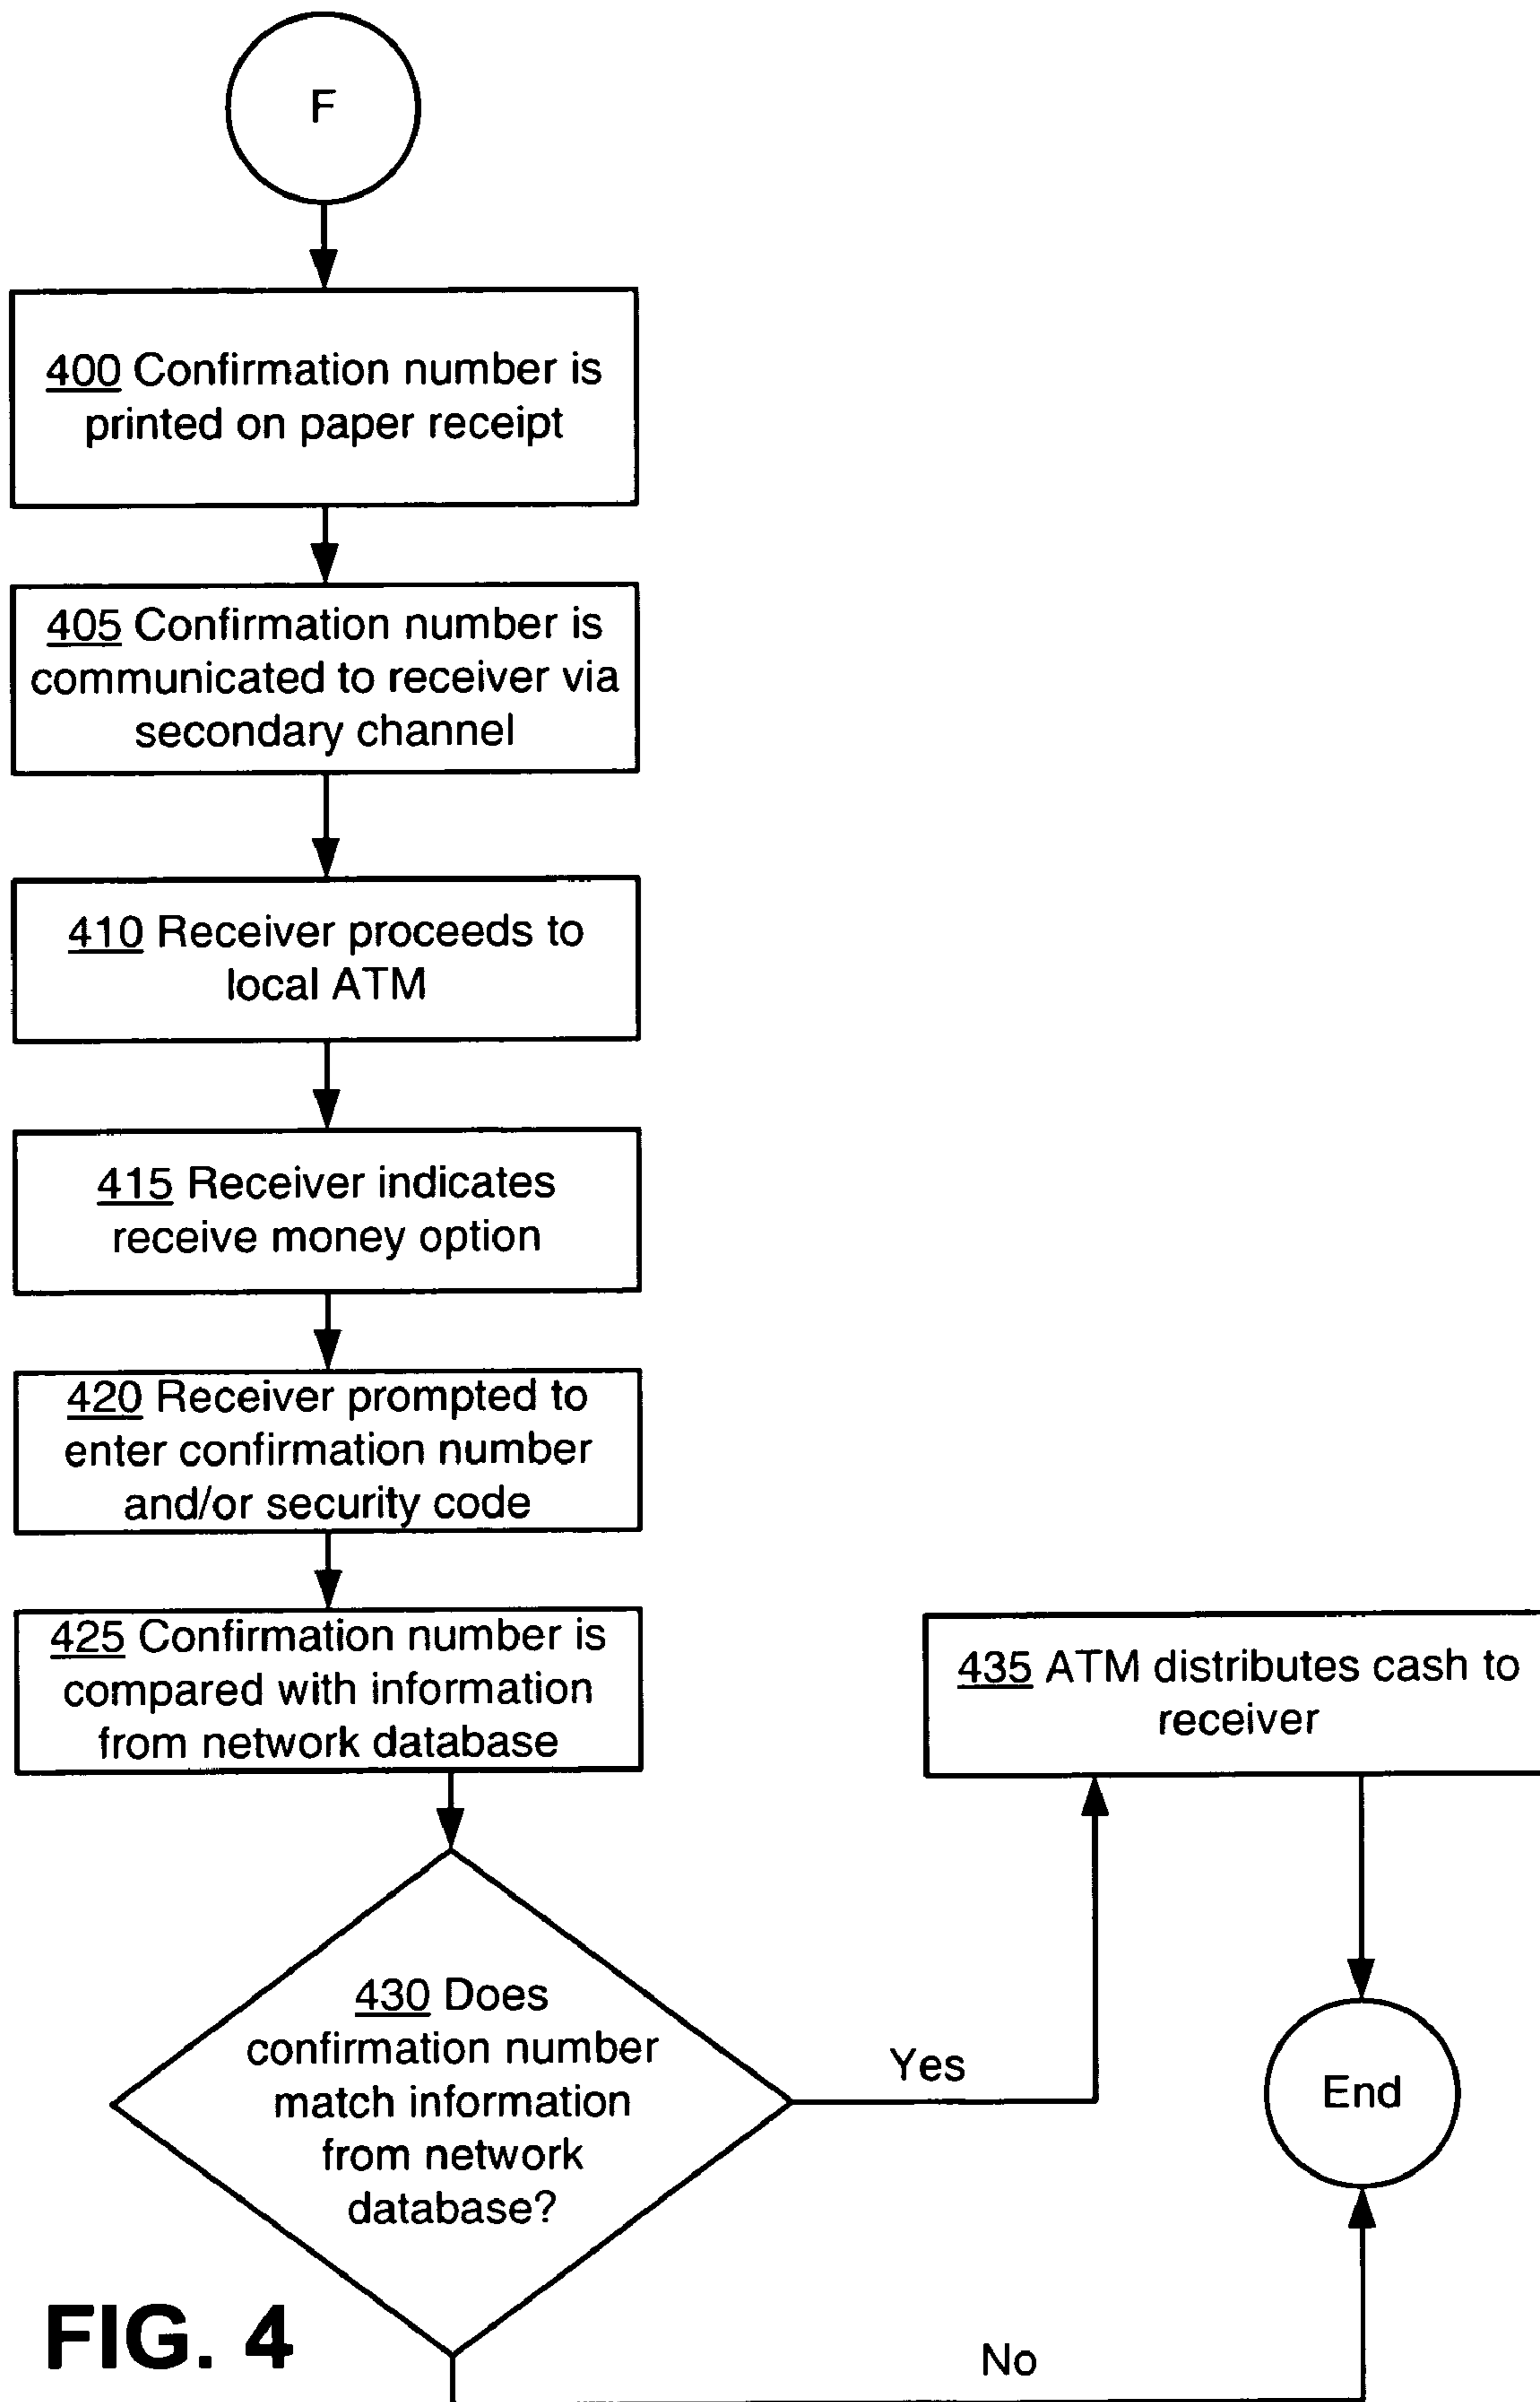 F
400 Confirmation number is
printed on paper receipt
405 Confirmation number is
communicated to receiver via
secondary channel
410 Receiver proceeds to
local ATM
415 Receiver indicates
receive money option
420 Receiver prompted to
enter confirmation number
and/or security code
425 Confirmation number is
compared with information
from network database
430 Does
confirmation number
match information
from network
database?
Yes
435 ATM distributes cash to
receiver
End
No
FIG. 4